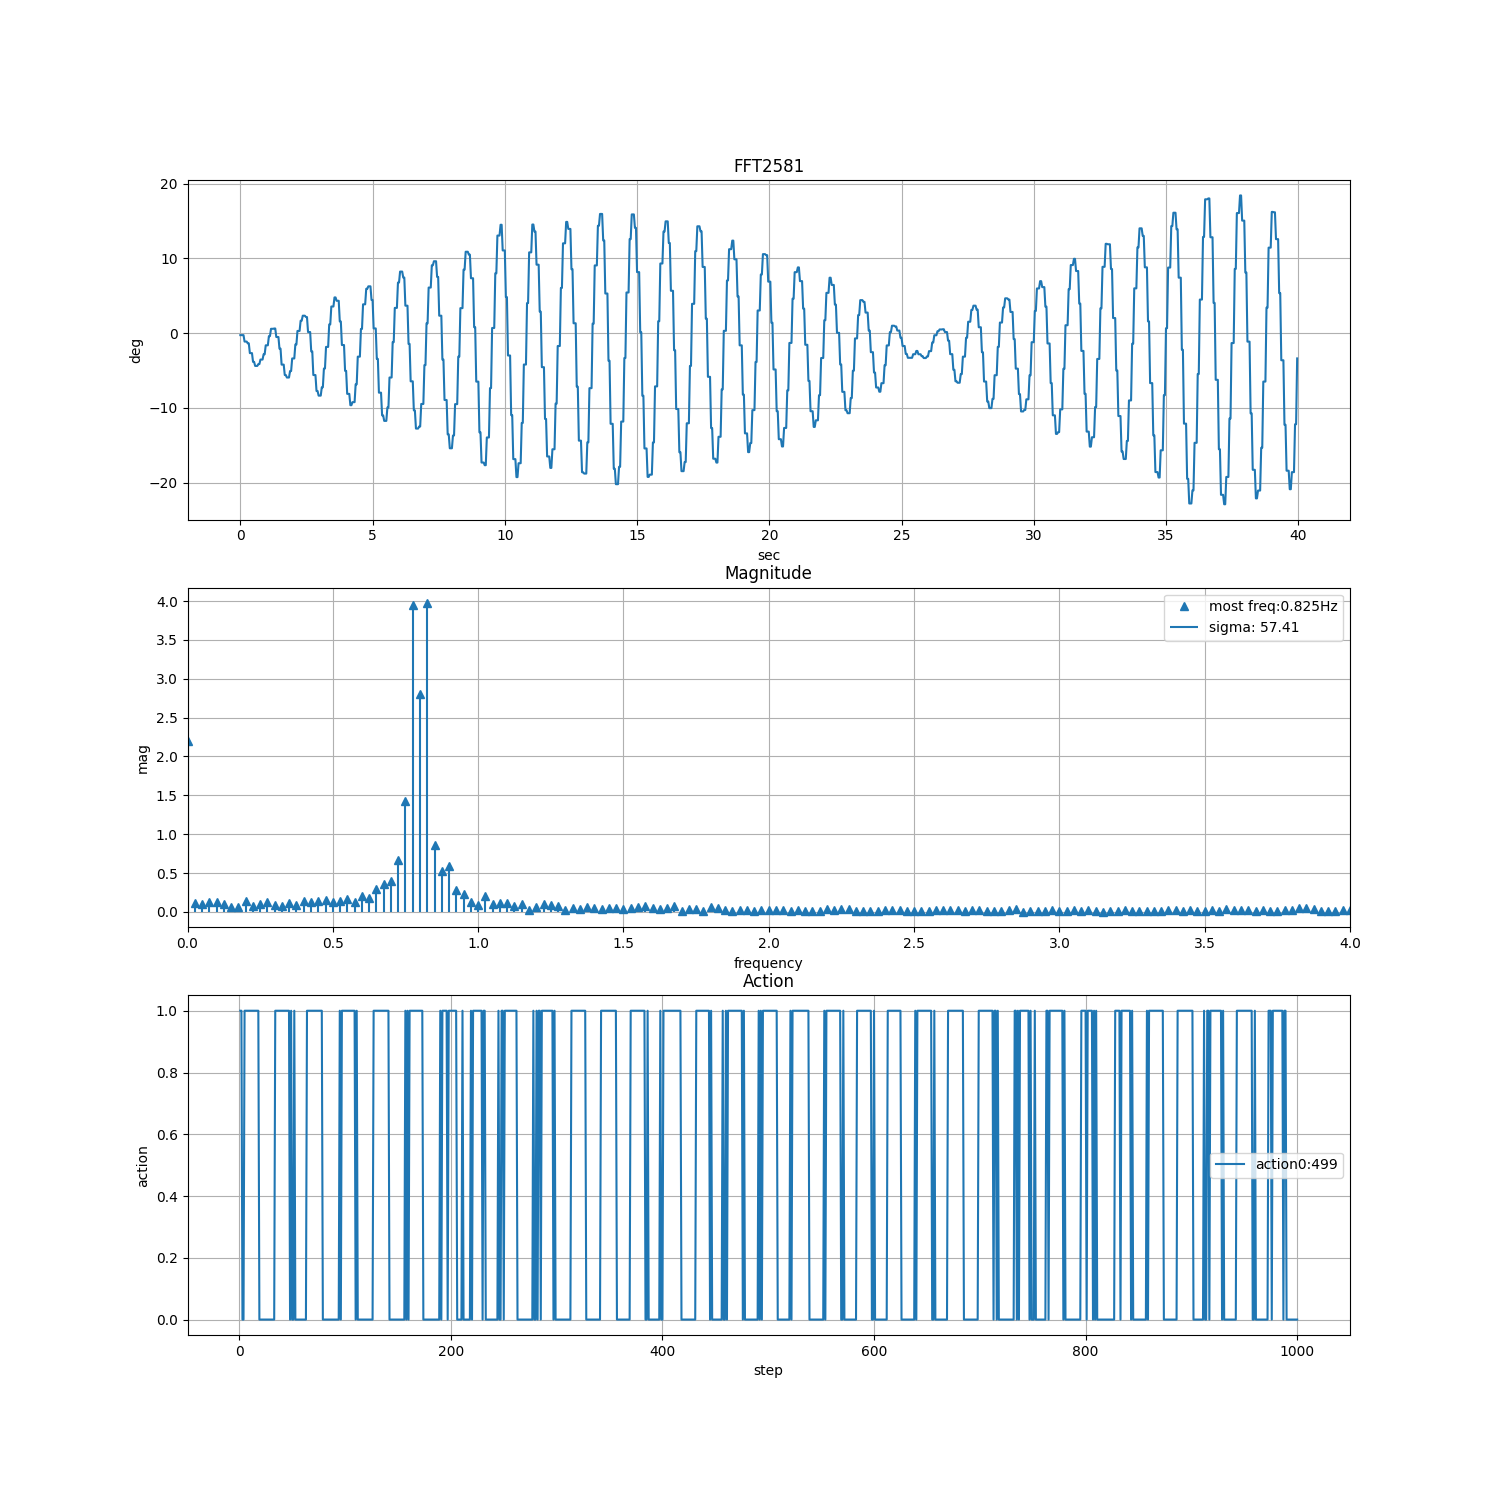 FFT2581
20
10
0
−10
−20
deg
0 5 10 15 20 25 30 35 40
sec
Magnitude
4.0
3.5
3.0
2.5
2.0
1.5
1.0
0.5
0.0
mag
most freq:0.825Hz
sigma: 57.41
0.0 0.5 1.0 1.5 2.0 2.5 3.0 3.5 4.0
frequency
Action
1.0
0.8
0.6
0.4
0.2
0.0
action
action0:499
0 200 400 600 800 1000
step